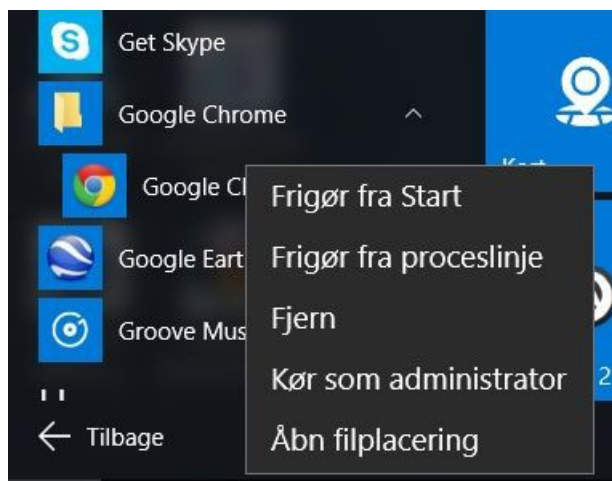 Get Skype
Google Chrome
Google Cl
Frigør fra Start
Google Eart
Frigør fra proceslinje
Groove Mus
Fjern
Kør som administrator
2
Tilbage
Åbn filplacering